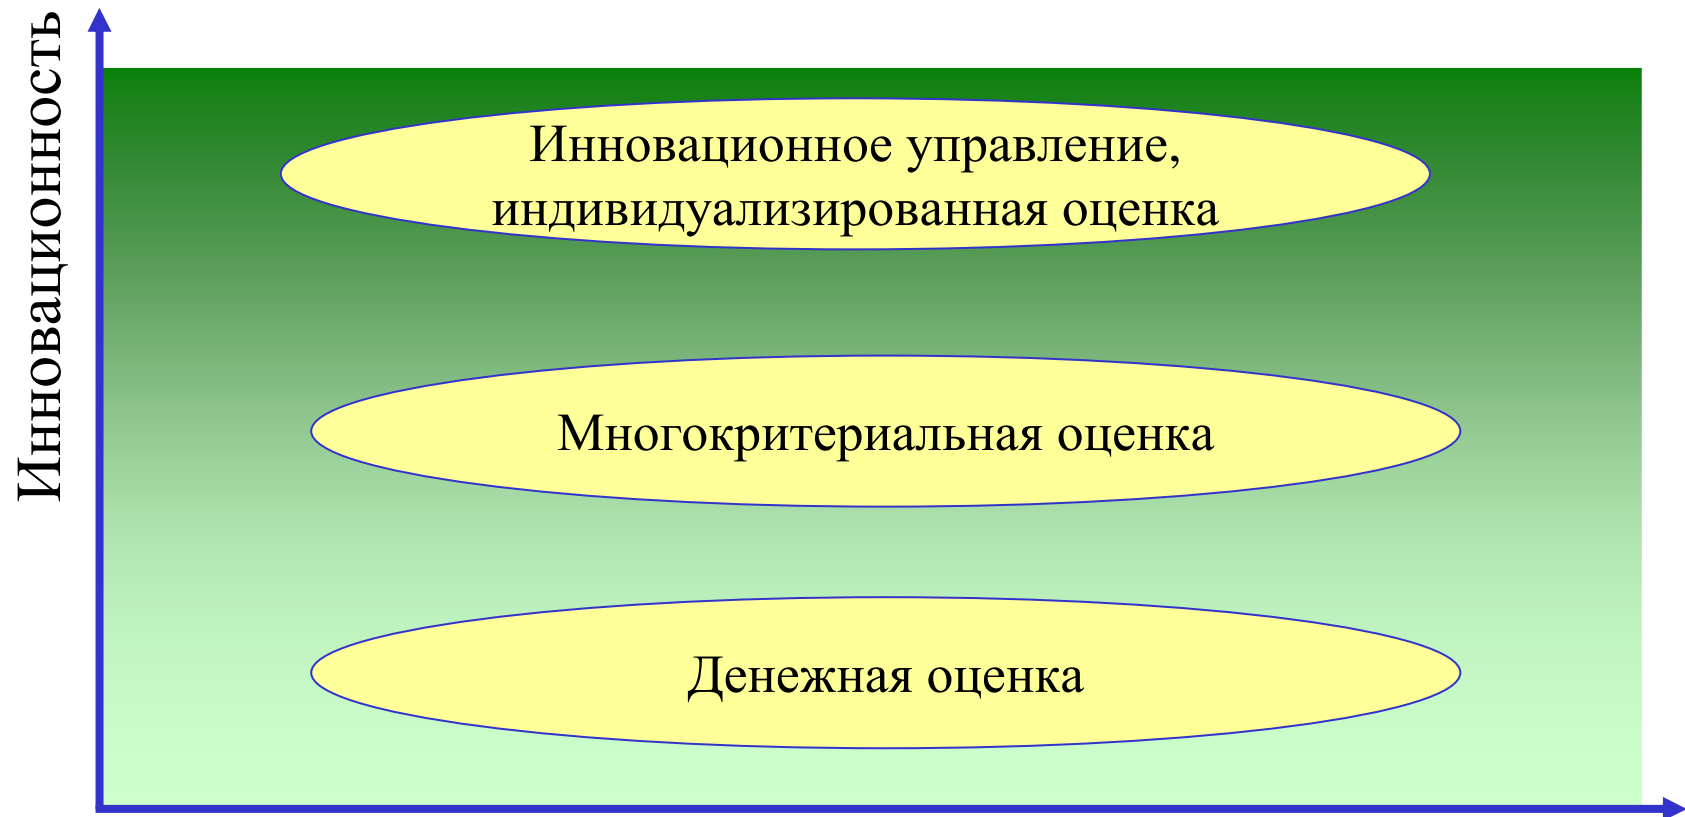 Инновационность
Инновационное управление,
индивидуализированная оценка
Многокритериальная оценка
Денежная оценка